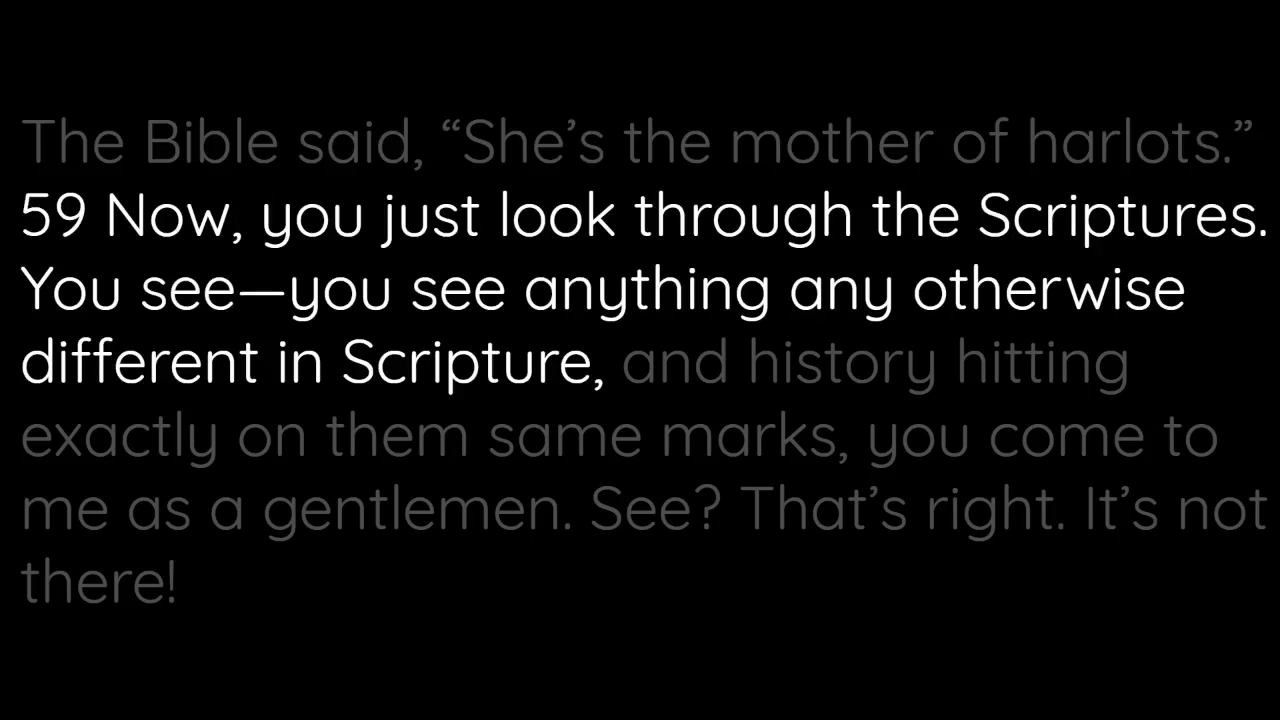 The Bible said, “She’s the mother of harlots.”
59 Now, you just look through the Scriptures.
You see—you see anything any otherwise
different in Scripture, and history hitting
exactly on them same marks, you come to
me as a gentlemen. See? That’s right. It’s not
there!